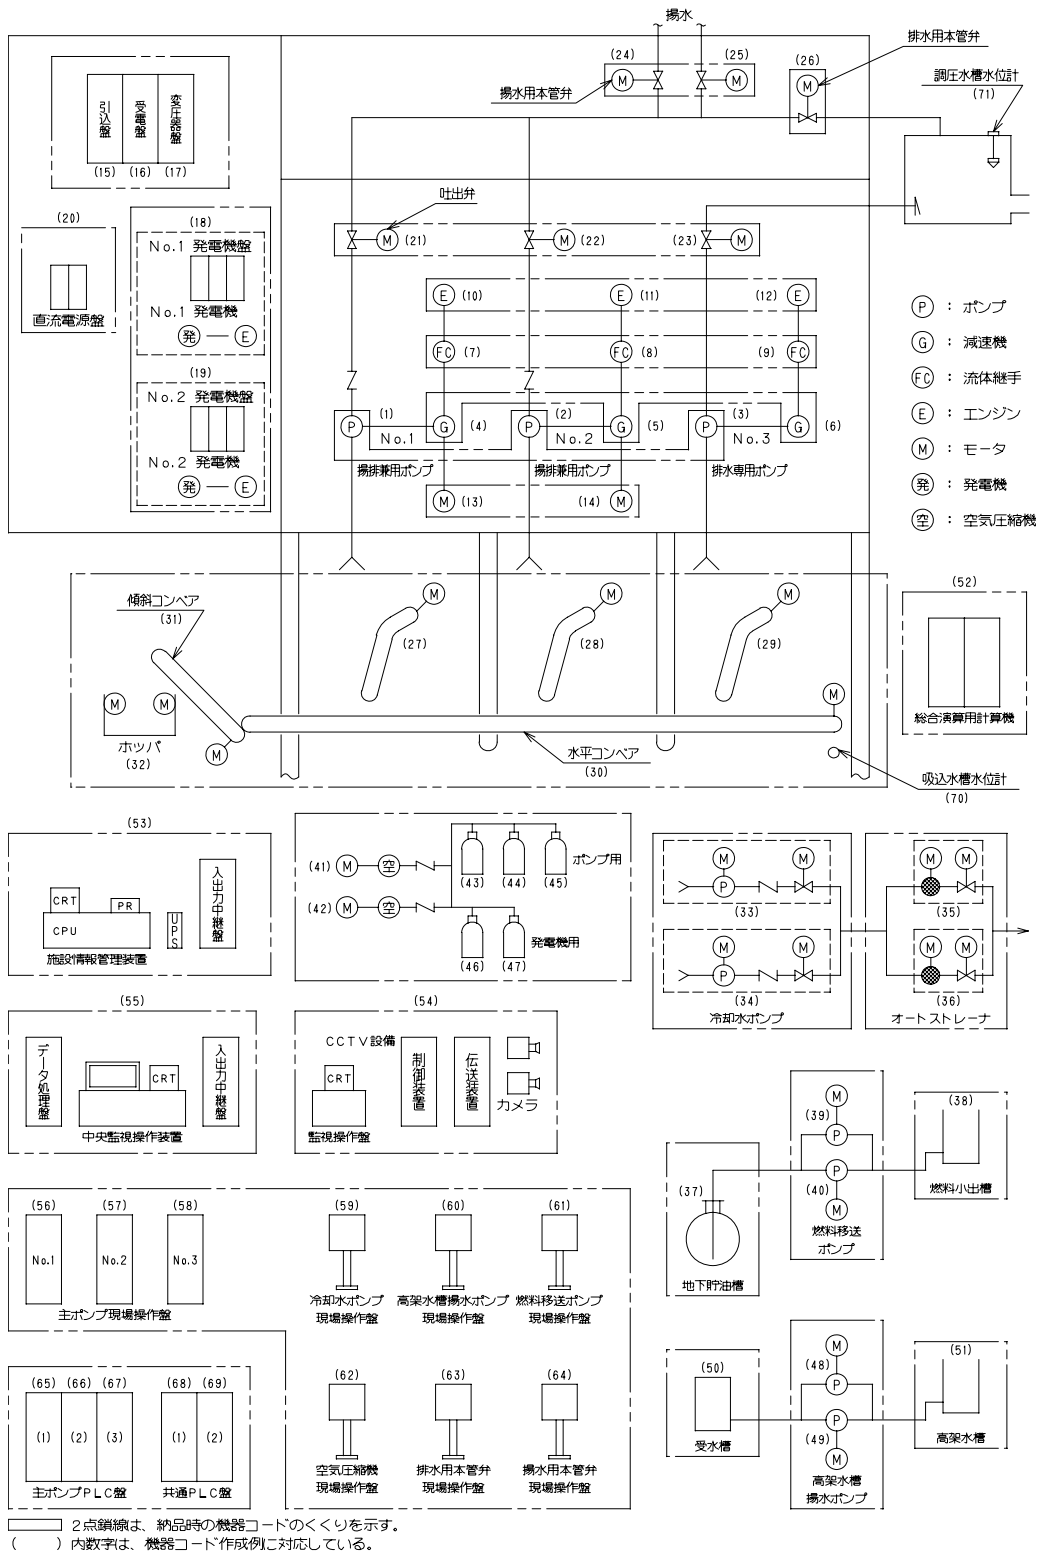 揚水
(24)
(25)
(26)
排水用本管弁
M
M
M
揚水用本管弁
調圧水槽水位計
(71)
引込盤
受電盤
変圧器盤
(15)
(16)
(17)
吐出弁
(20)
直流電源盤
(18)
No.1 発電機盤
No.1 発電機
発
E
(19)
No.2 発電機盤
No.2 発電機
発
E
M
(21)
M
(22)
(23)
M
E
(10)
E
(11)
(12)
E
FC
(7)
FC
(8)
(9)
FC
P
(1)
No.1
G
(4)
P
(2)
No.2
G
(5)
P
(3)
No.3
G
(6)
揚排兼用ポンプ
揚排兼用ポンプ
排水専用ポンプ
M
(13)
(14)
M
P : ポンプ
G : 減速機
FC : 流体継手
E : エンジン
M : モータ
発 : 発電機
空 : 空気圧縮機
傾斜コンベア
(31)
M
(27)
M
(28)
M
(29)
M
M
ホッパ
(32)
M
M
水平コンベア
(30)
吸込水槽水位計
(70)
(52)
総合演算用計算機
(53)
CRT
PR
CPU
UPS
入出力中継盤
施設情報管理装置
(41)
M
空
(42)
M
空
(43)
(44)
(45)
ポンプ用
(46)
(47)
発電機用
M
M
P
(33)
M
M
P
(34)
冷却水ポンプ
M
M
(35)
M
M
(36)
オートストレーナ
(55)
データ処理盤
CRT
入出力中継盤
中央監視操作装置
(54)
CCTV設備
CRT
監視操作盤
制御装置
伝送装置
カメラ
(37)
地下貯油槽
M
(39)
P
P
(40)
M
燃料移送
ポンプ
(38)
燃料小出槽
(56)
(57)
(58)
No.1
No.2
No.3
主ポンプ現場操作盤
(59)
冷却水ポンプ
現場操作盤
(60)
高架水槽揚水ポンプ
現場操作盤
(61)
燃料移送ポンプ
現場操作盤
(62)
空気圧縮機
現場操作盤
(63)
排水用本管弁
現場操作盤
(64)
揚水用本管弁
現場操作盤
(65)
(66)
(67)
(68)
(69)
(1)
(2)
(3)
(1)
(2)
主ポンプPLC盤
共通PLC盤
(50)
受水槽
M
(48)
P
P
(49)
M
高架水槽
揚水ポンプ
(51)
高架水槽
2点鎖線は、納品時の機器コードのくくりを示す。
( )内数字は、機器コード作成例に対応している。